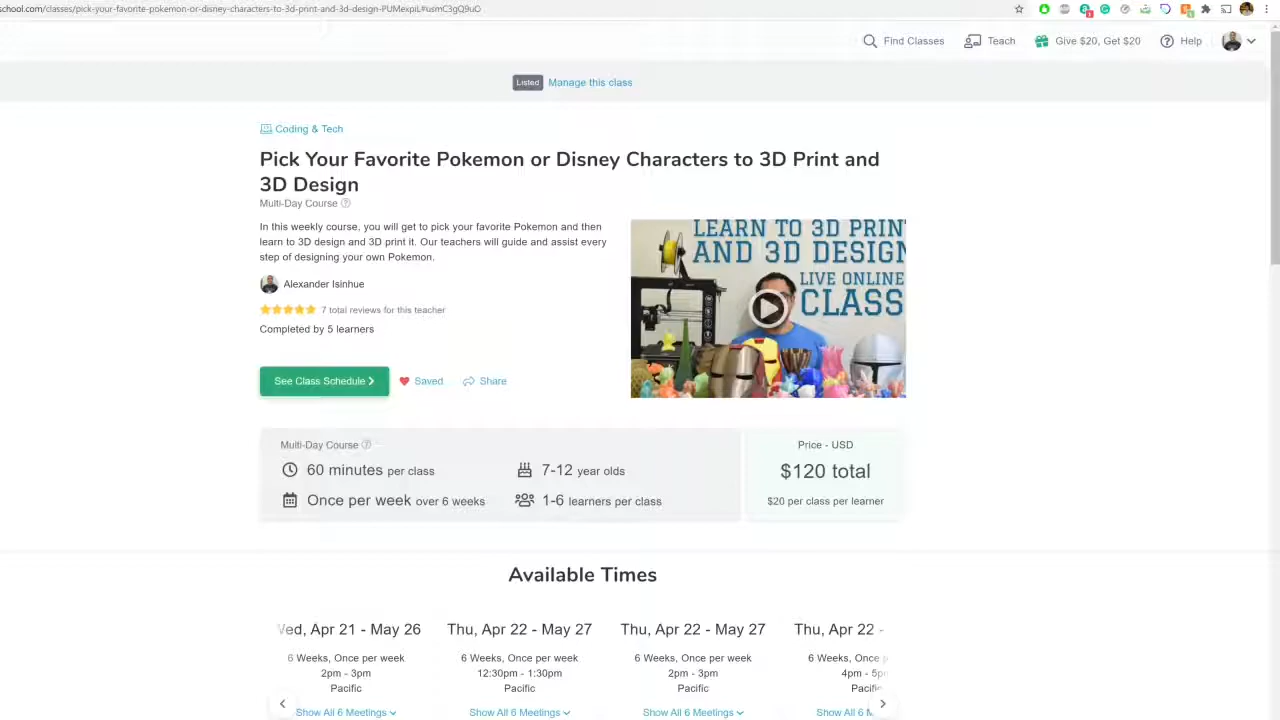 school.com/classes/pick-your-favorite-pokemon-or-disney-characters-to-3d-print-and-3d-design-PUMexpiL#usmC3gQ9uO
Find Classes
Teach
Give $20, Get $20
Help
Listed
Manage this class
Coding & Tech
Pick Your Favorite Pokemon or Disney Characters to 3D Print and
3D Design
Multi-Day Course
In this weekly course, you will get to pick your favorite Pokemon and then
learn to 3D design and 3D print it. Our teachers will guide and assist every
step of designing your own Pokemon.
Alexander Isinhue
7 total reviews for this teacher
Completed by 5 learners
See Class Schedule
Saved
Share
LEARN TO 3D PRIN
AND 3D DESIGN
LIVE ONLINE
CLASS
Multi-Day Course
60 minutes per class
7-12 year olds
Once per week over 6 weeks
1-6 learners per class
Price - USD
$120 total
$20 per class per learner
Available Times
Wed, Apr 21 - May 26
6 Weeks, Once per week
2pm - 3pm
Pacific
Show All 6 Meetings
Thu, Apr 22 - May 27
6 Weeks, Once per week
12:30pm - 1:30pm
Pacific
Show All 6 Meetings
Thu, Apr 22 - May 27
6 Weeks, Once per week
2pm - 3pm
Pacific
Show All 6 Meetings
Thu, Apr 22 -
6 Weeks, Once p
4pm - 5p
Pacific
Show All 6 M